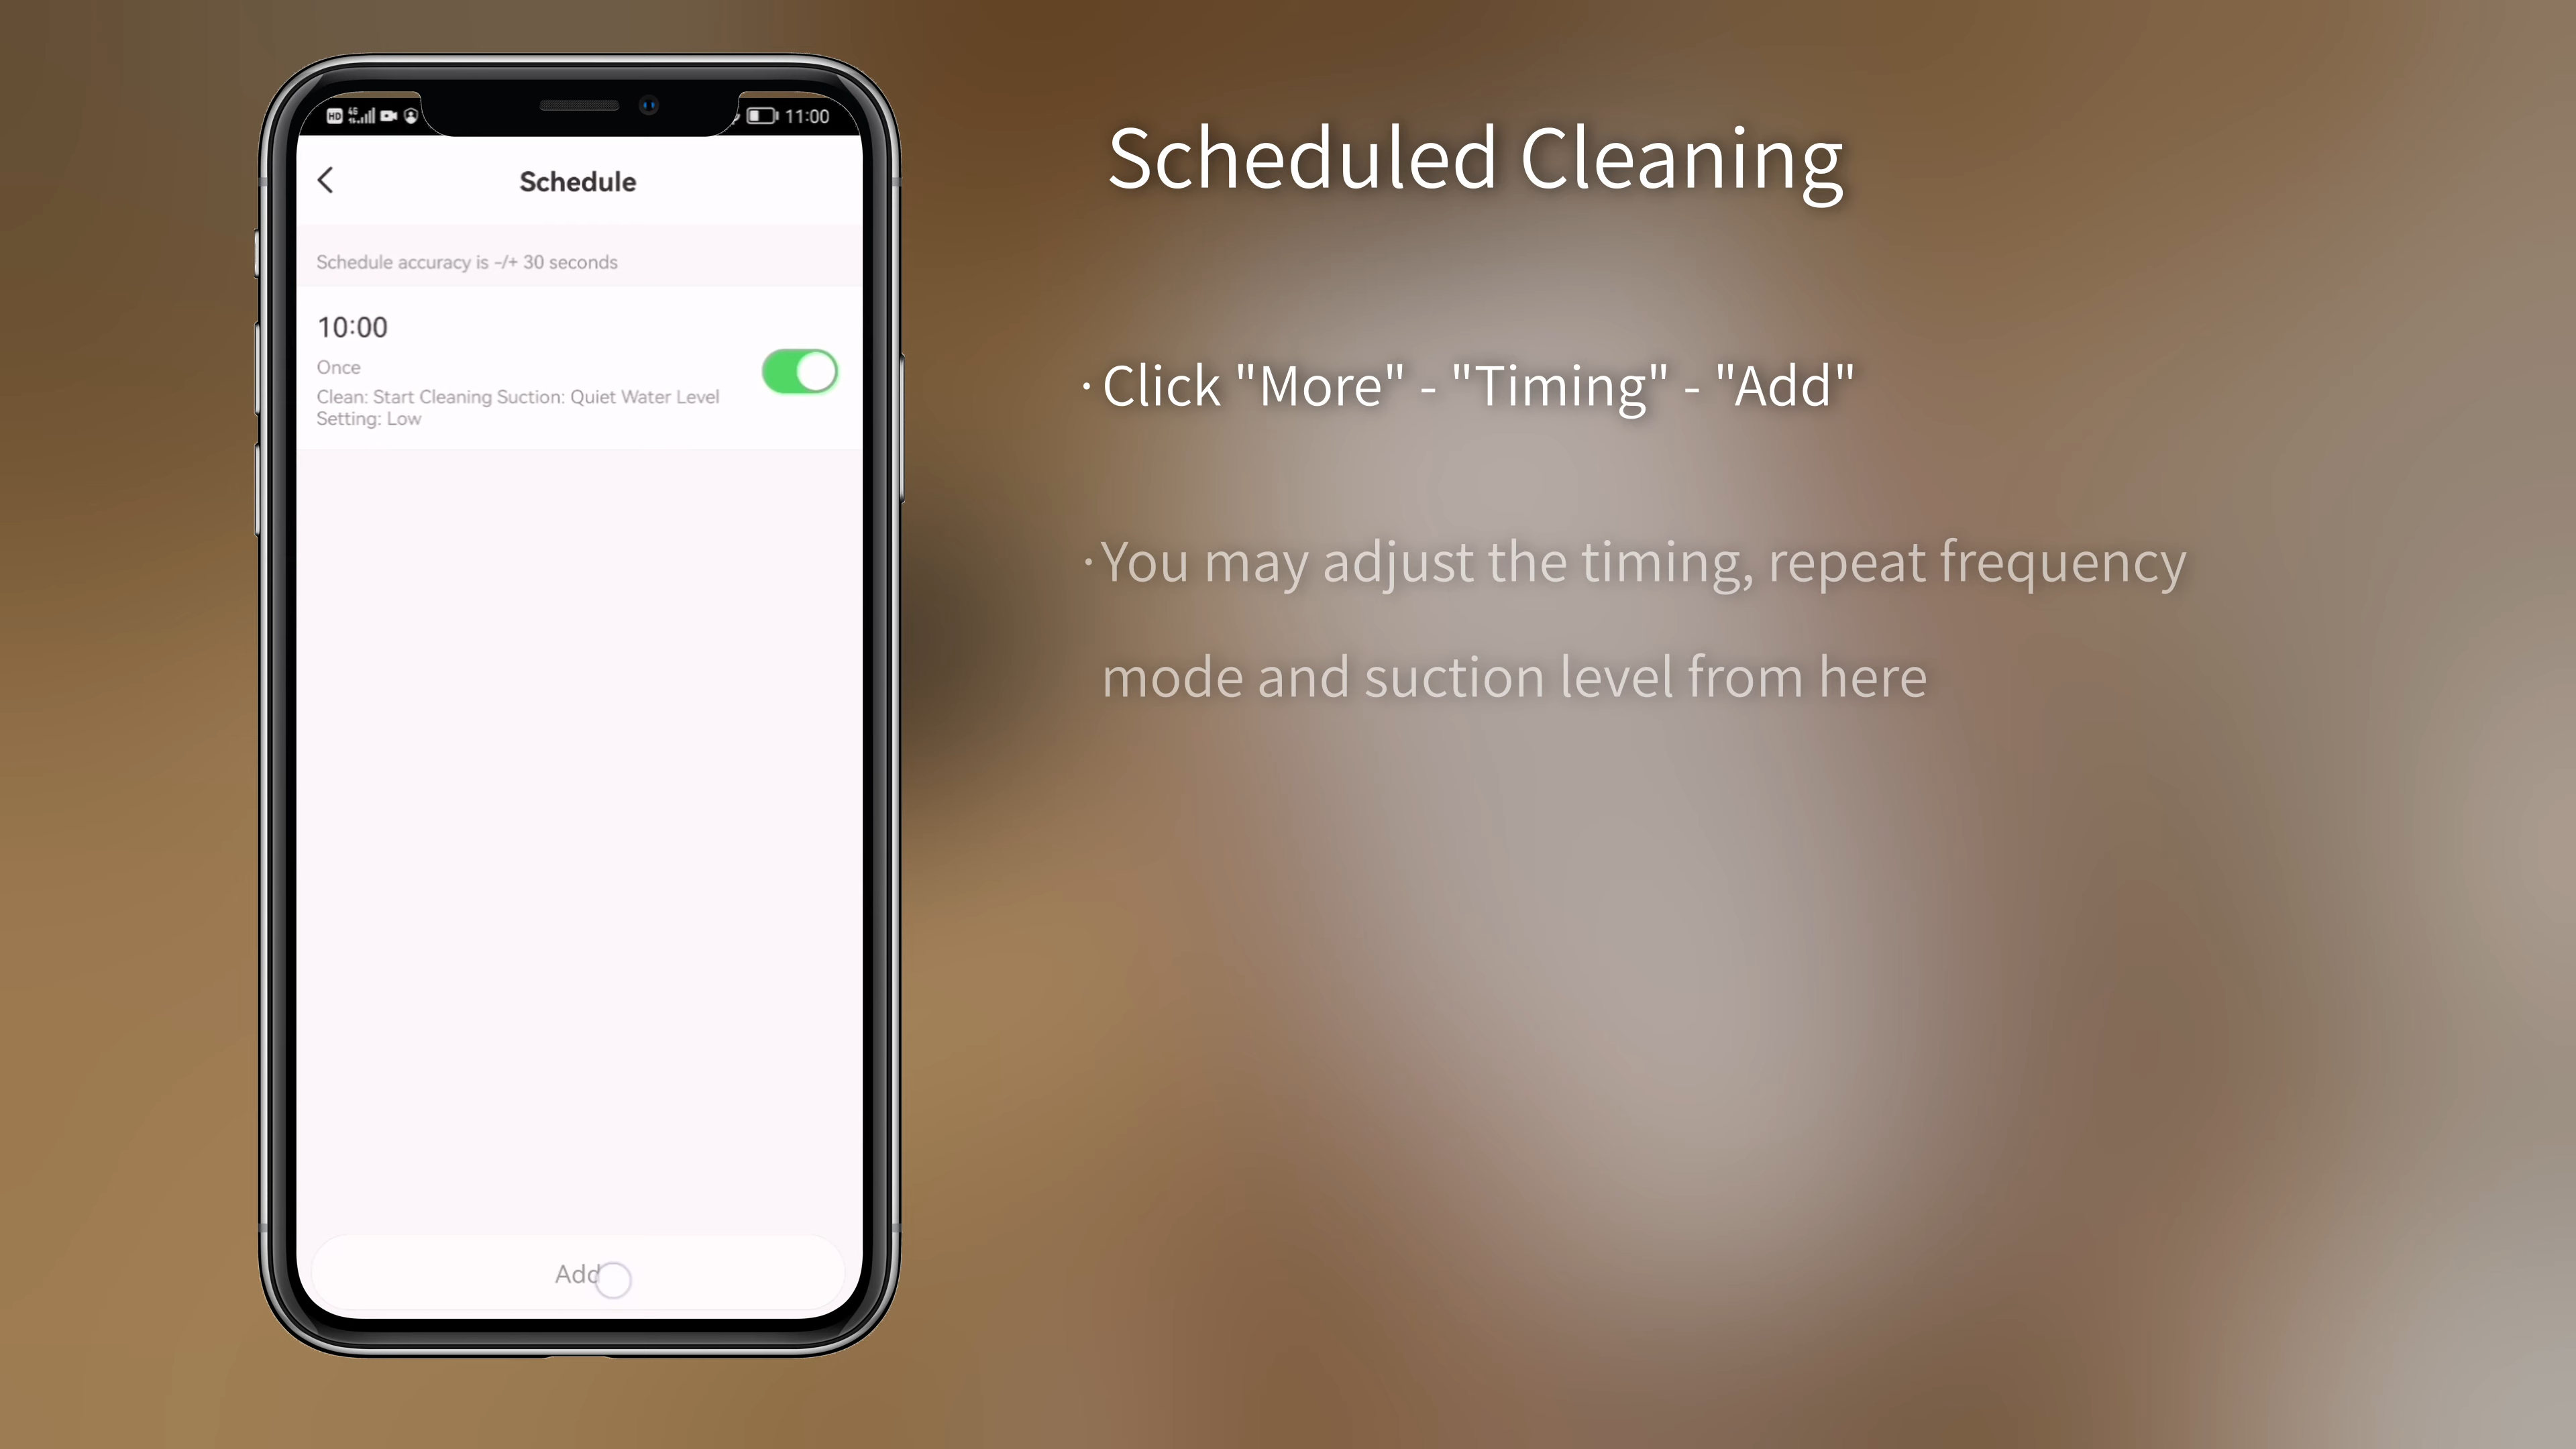 HD 4G 11:00
Schedule
Schedule accuracy is -/+ 30 seconds
10:00
Once
Clean: Start Cleaning Suction: Quiet Water Level
Setting: Low
Add
Scheduled Cleaning
·Click "More" - "Timing" - "Add"
·You may adjust the timing, repeat frequency
mode and suction level from here